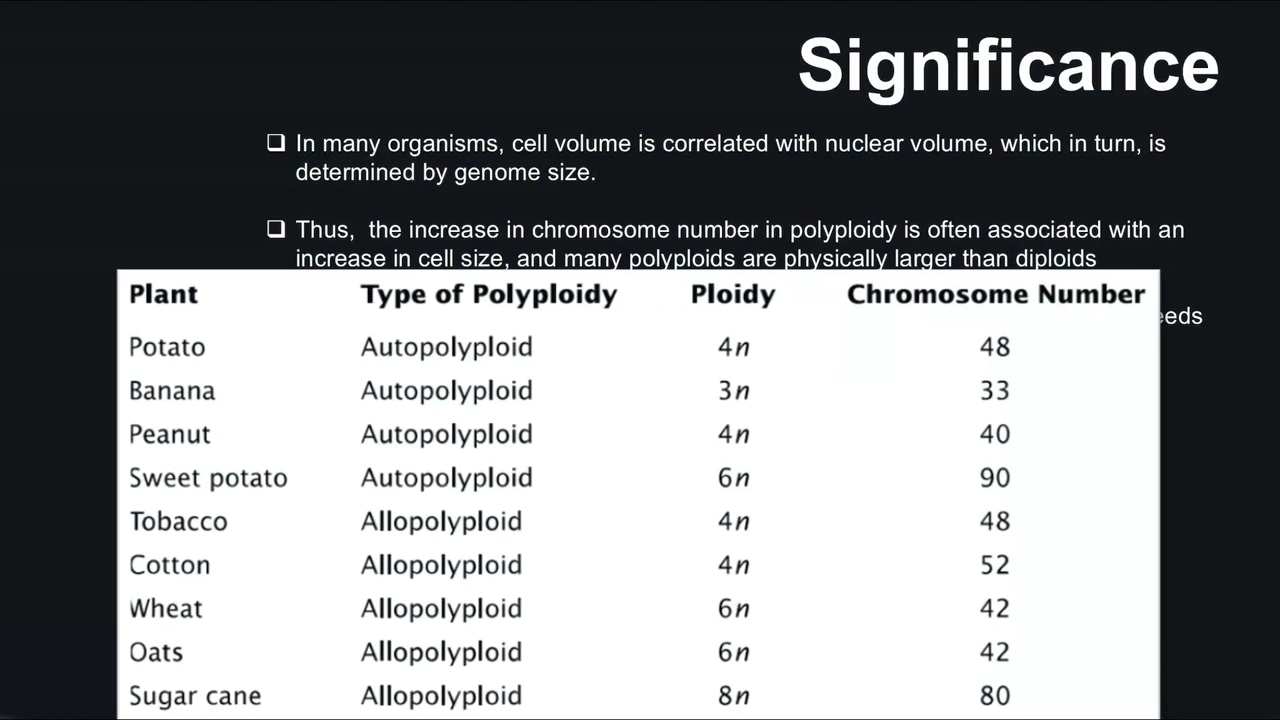 Significance
❑ In many organisms, cell volume is correlated with nuclear volume, which in turn, is
determined by genome size.
❑ Thus,  the increase in chromosome number in polyploidy is often associated with an
increase in cell size, and many polyploids are physically larger than diploids
Plant Type of Polyploidy Ploidy Chromosome Number
Potato Autopolyploid 4n 48
Banana Autopolyploid 3n 33
Peanut Autopolyploid 4n 40
Sweet potato Autopolyploid 6n 90
Tobacco Allopolyploid 4n 48
Cotton Allopolyploid 4n 52
Wheat Allopolyploid 6n 42
Oats Allopolyploid 6n 42
Sugar cane Allopolyploid 8n 80